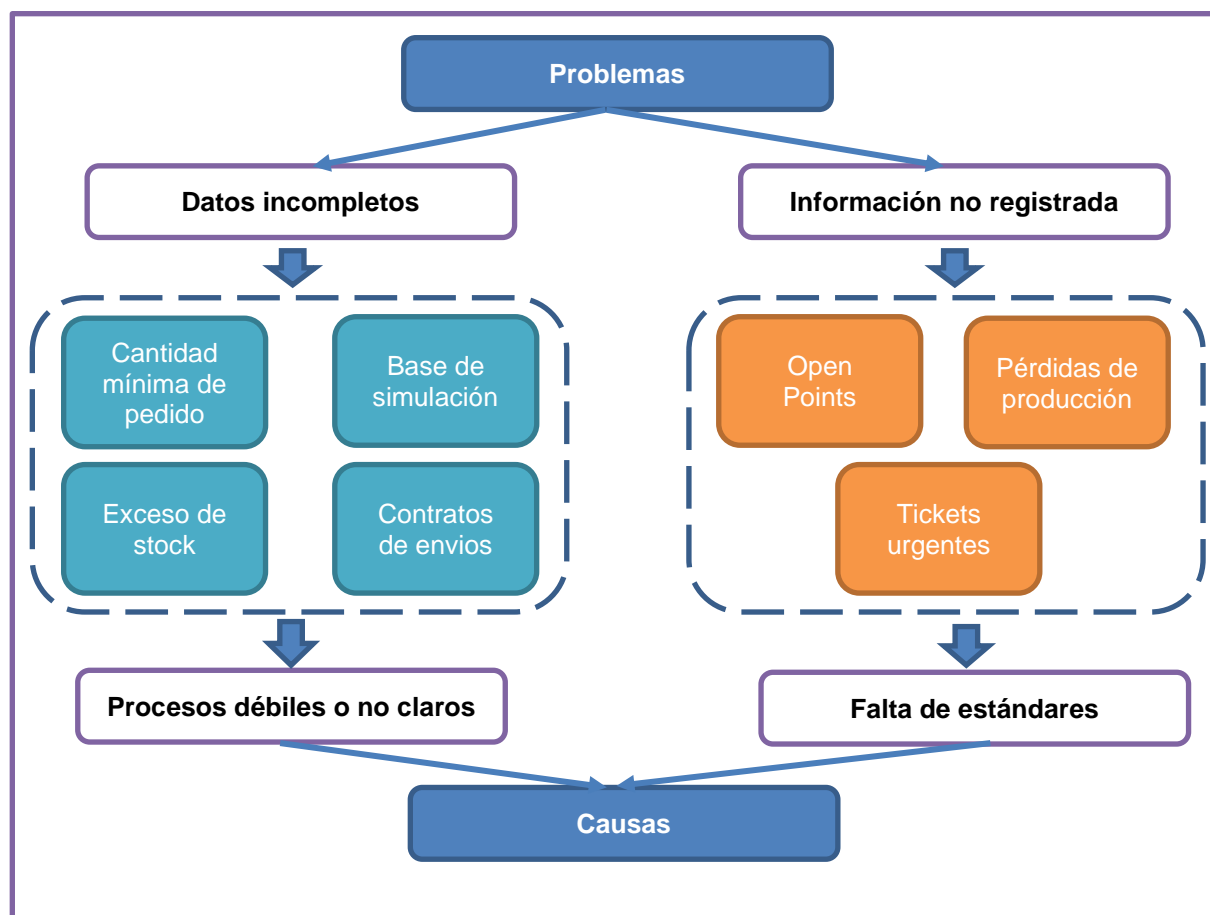 Problemas
Datos incompletos
Información no registrada
Cantidad
mínima de
pedido
Base de
simulación
Exceso de
stock
Contratos
de envios
Open
Points
Pérdidas de
producción
Tickets
urgentes
Procesos débiles o no claros
Falta de estándares
Causas